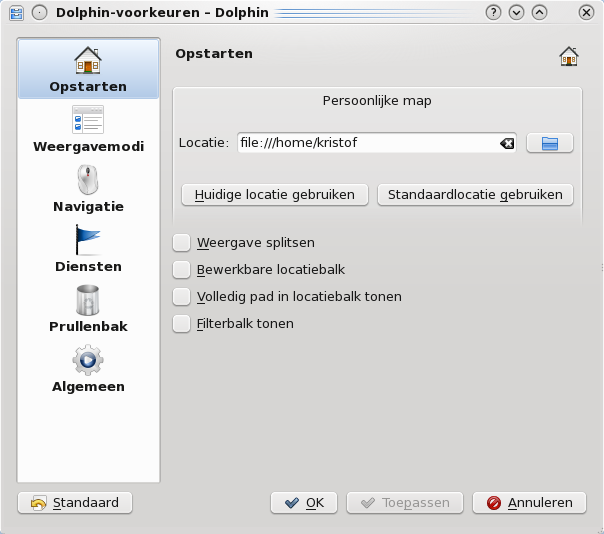 Dolphin-voorkeuren – Dolphin
Opstarten
Weergavemodi
Navigatie
Diensten
Prullenbak
Algemeen
Opstarten
Persoonlijke map
Locatie: file:///home/kristof
Huidige locatie gebruiken Standaardlocatie gebruiken
Weergave splitsen
Bewerkbare locatiebalk
Volledig pad in locatiebalk tonen
Filterbalk tonen
Standaard OK Toepassen Annuleren